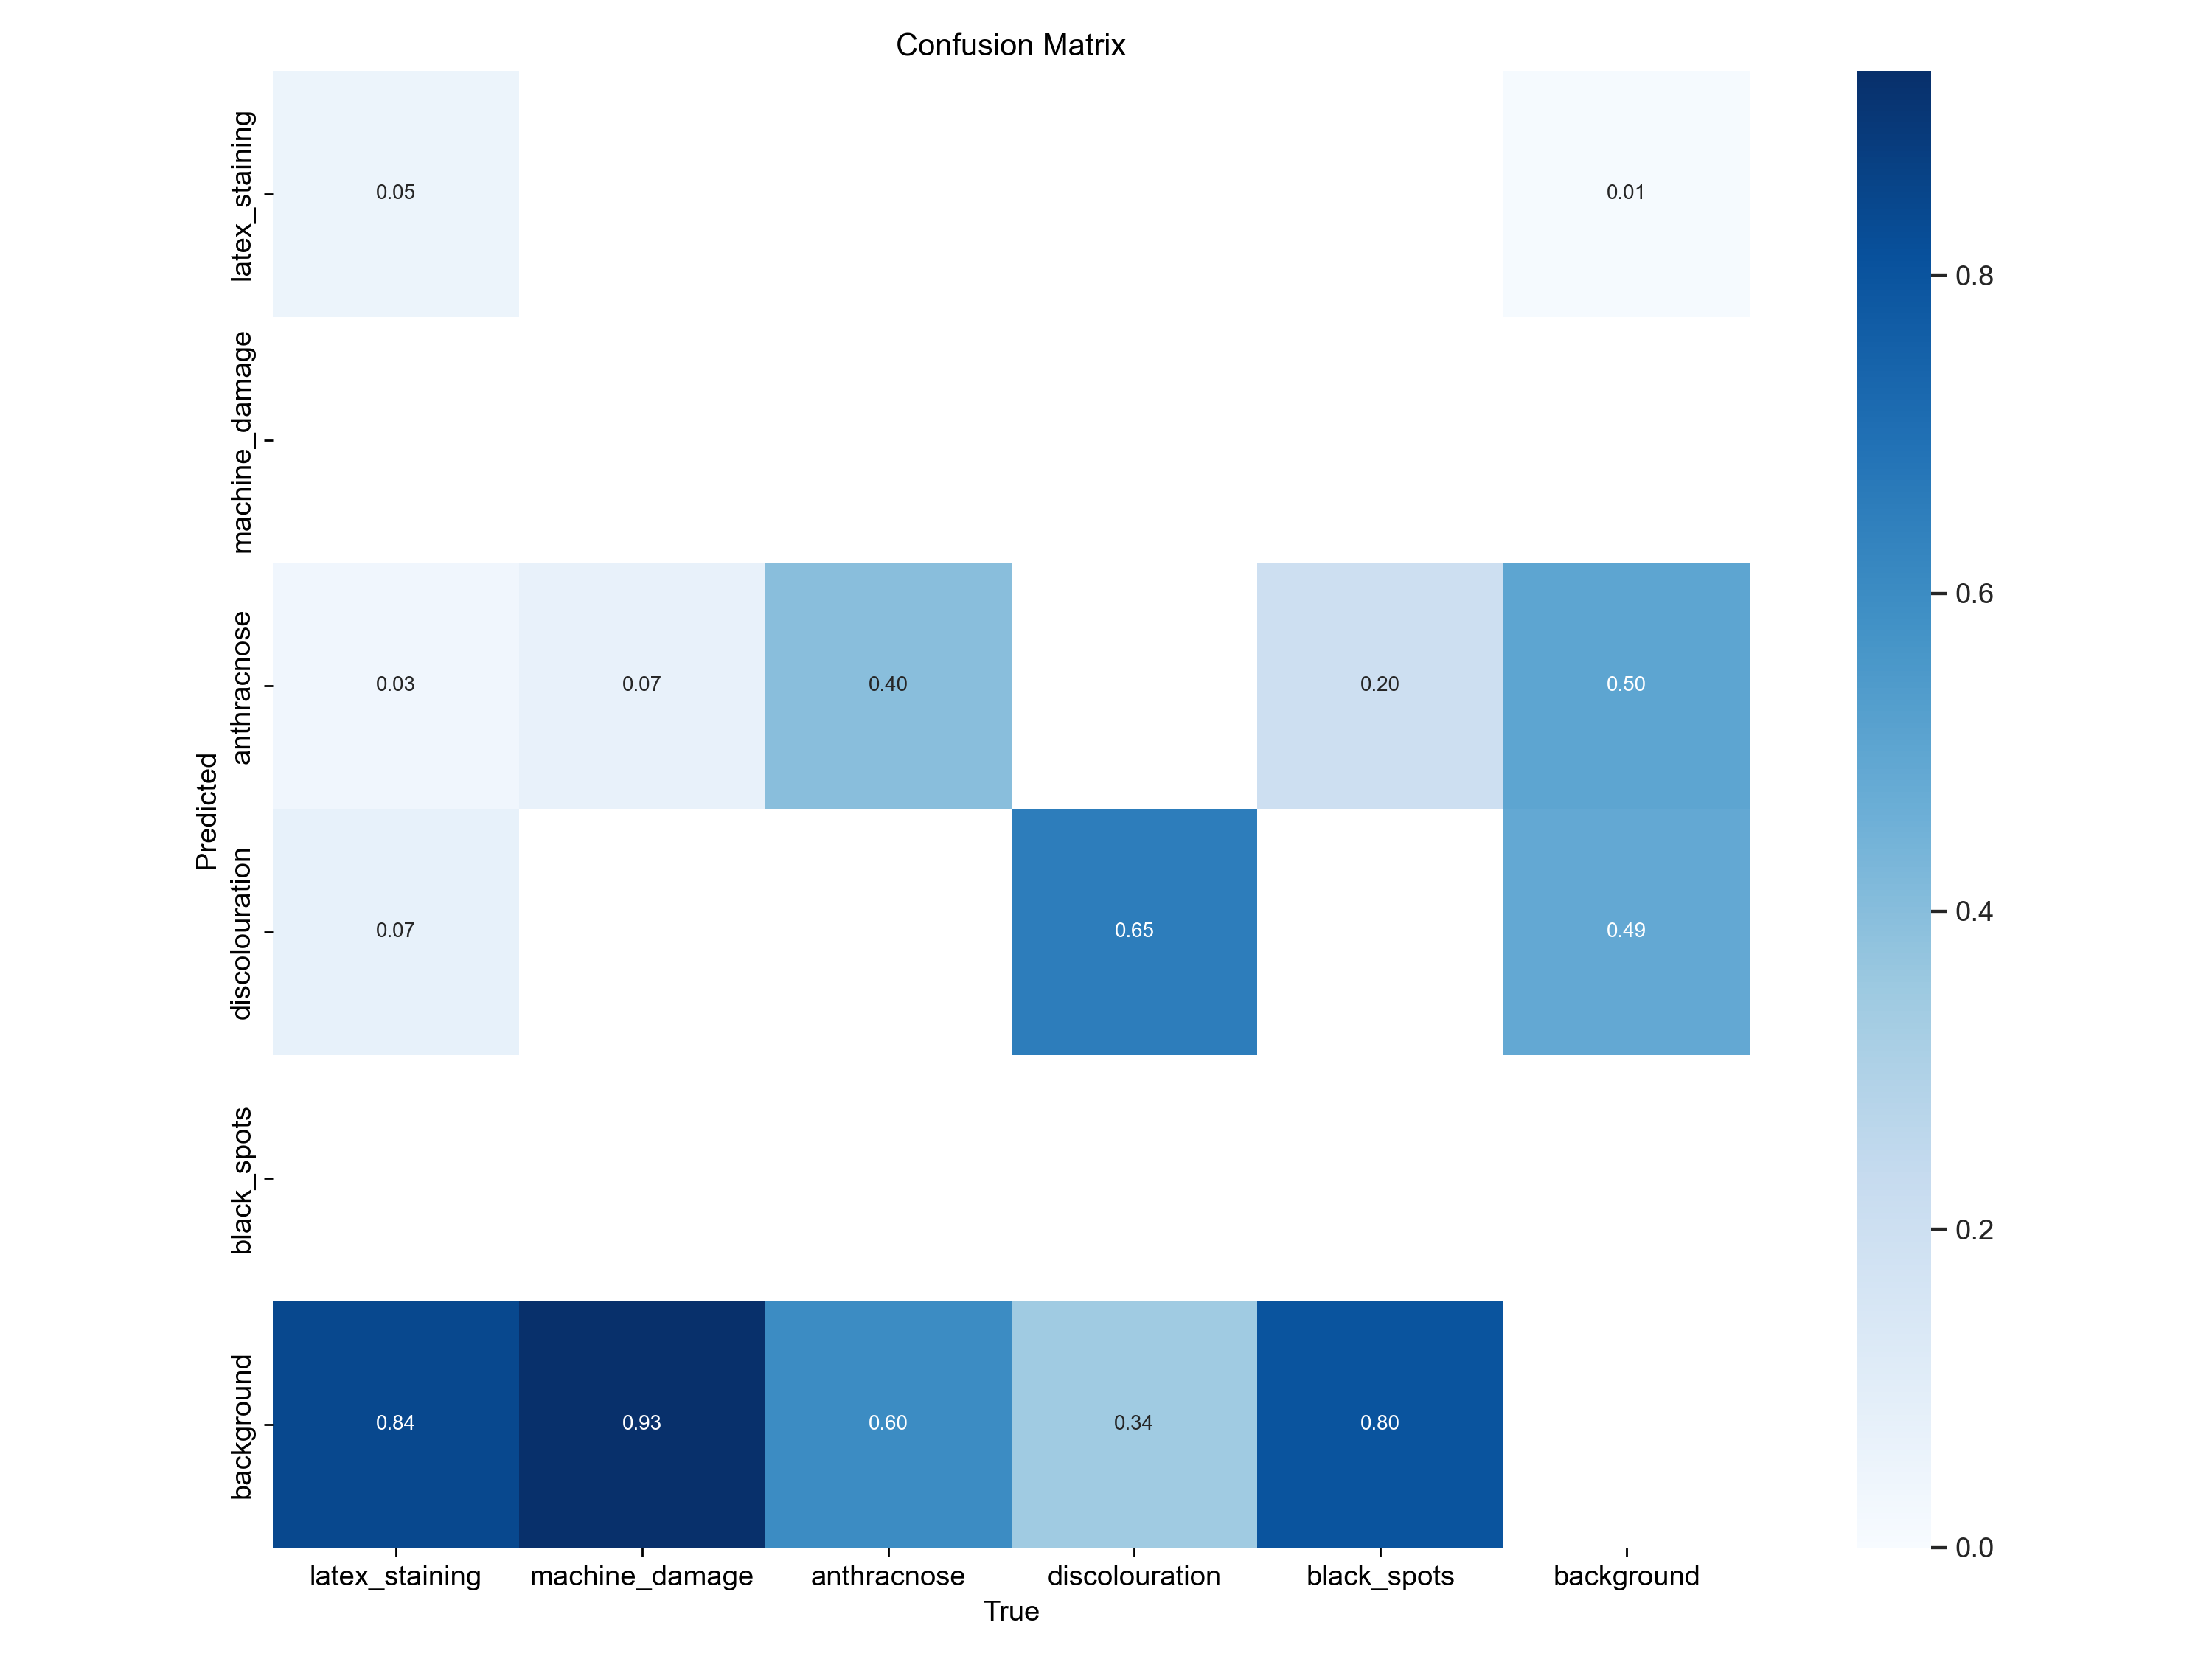 Confusion Matrix
latex_staining
0.05
0.01
0.8
machine_damage
0.6
anthracnose
0.03 0.07 0.40 0.20 0.50
Predicted
discolouration
0.07 0.65 0.49
0.4
black_spots
0.2
background
0.84 0.93 0.60 0.34 0.80
0.0
latex_staining machine_damage anthracnose discolouration black_spots background
True